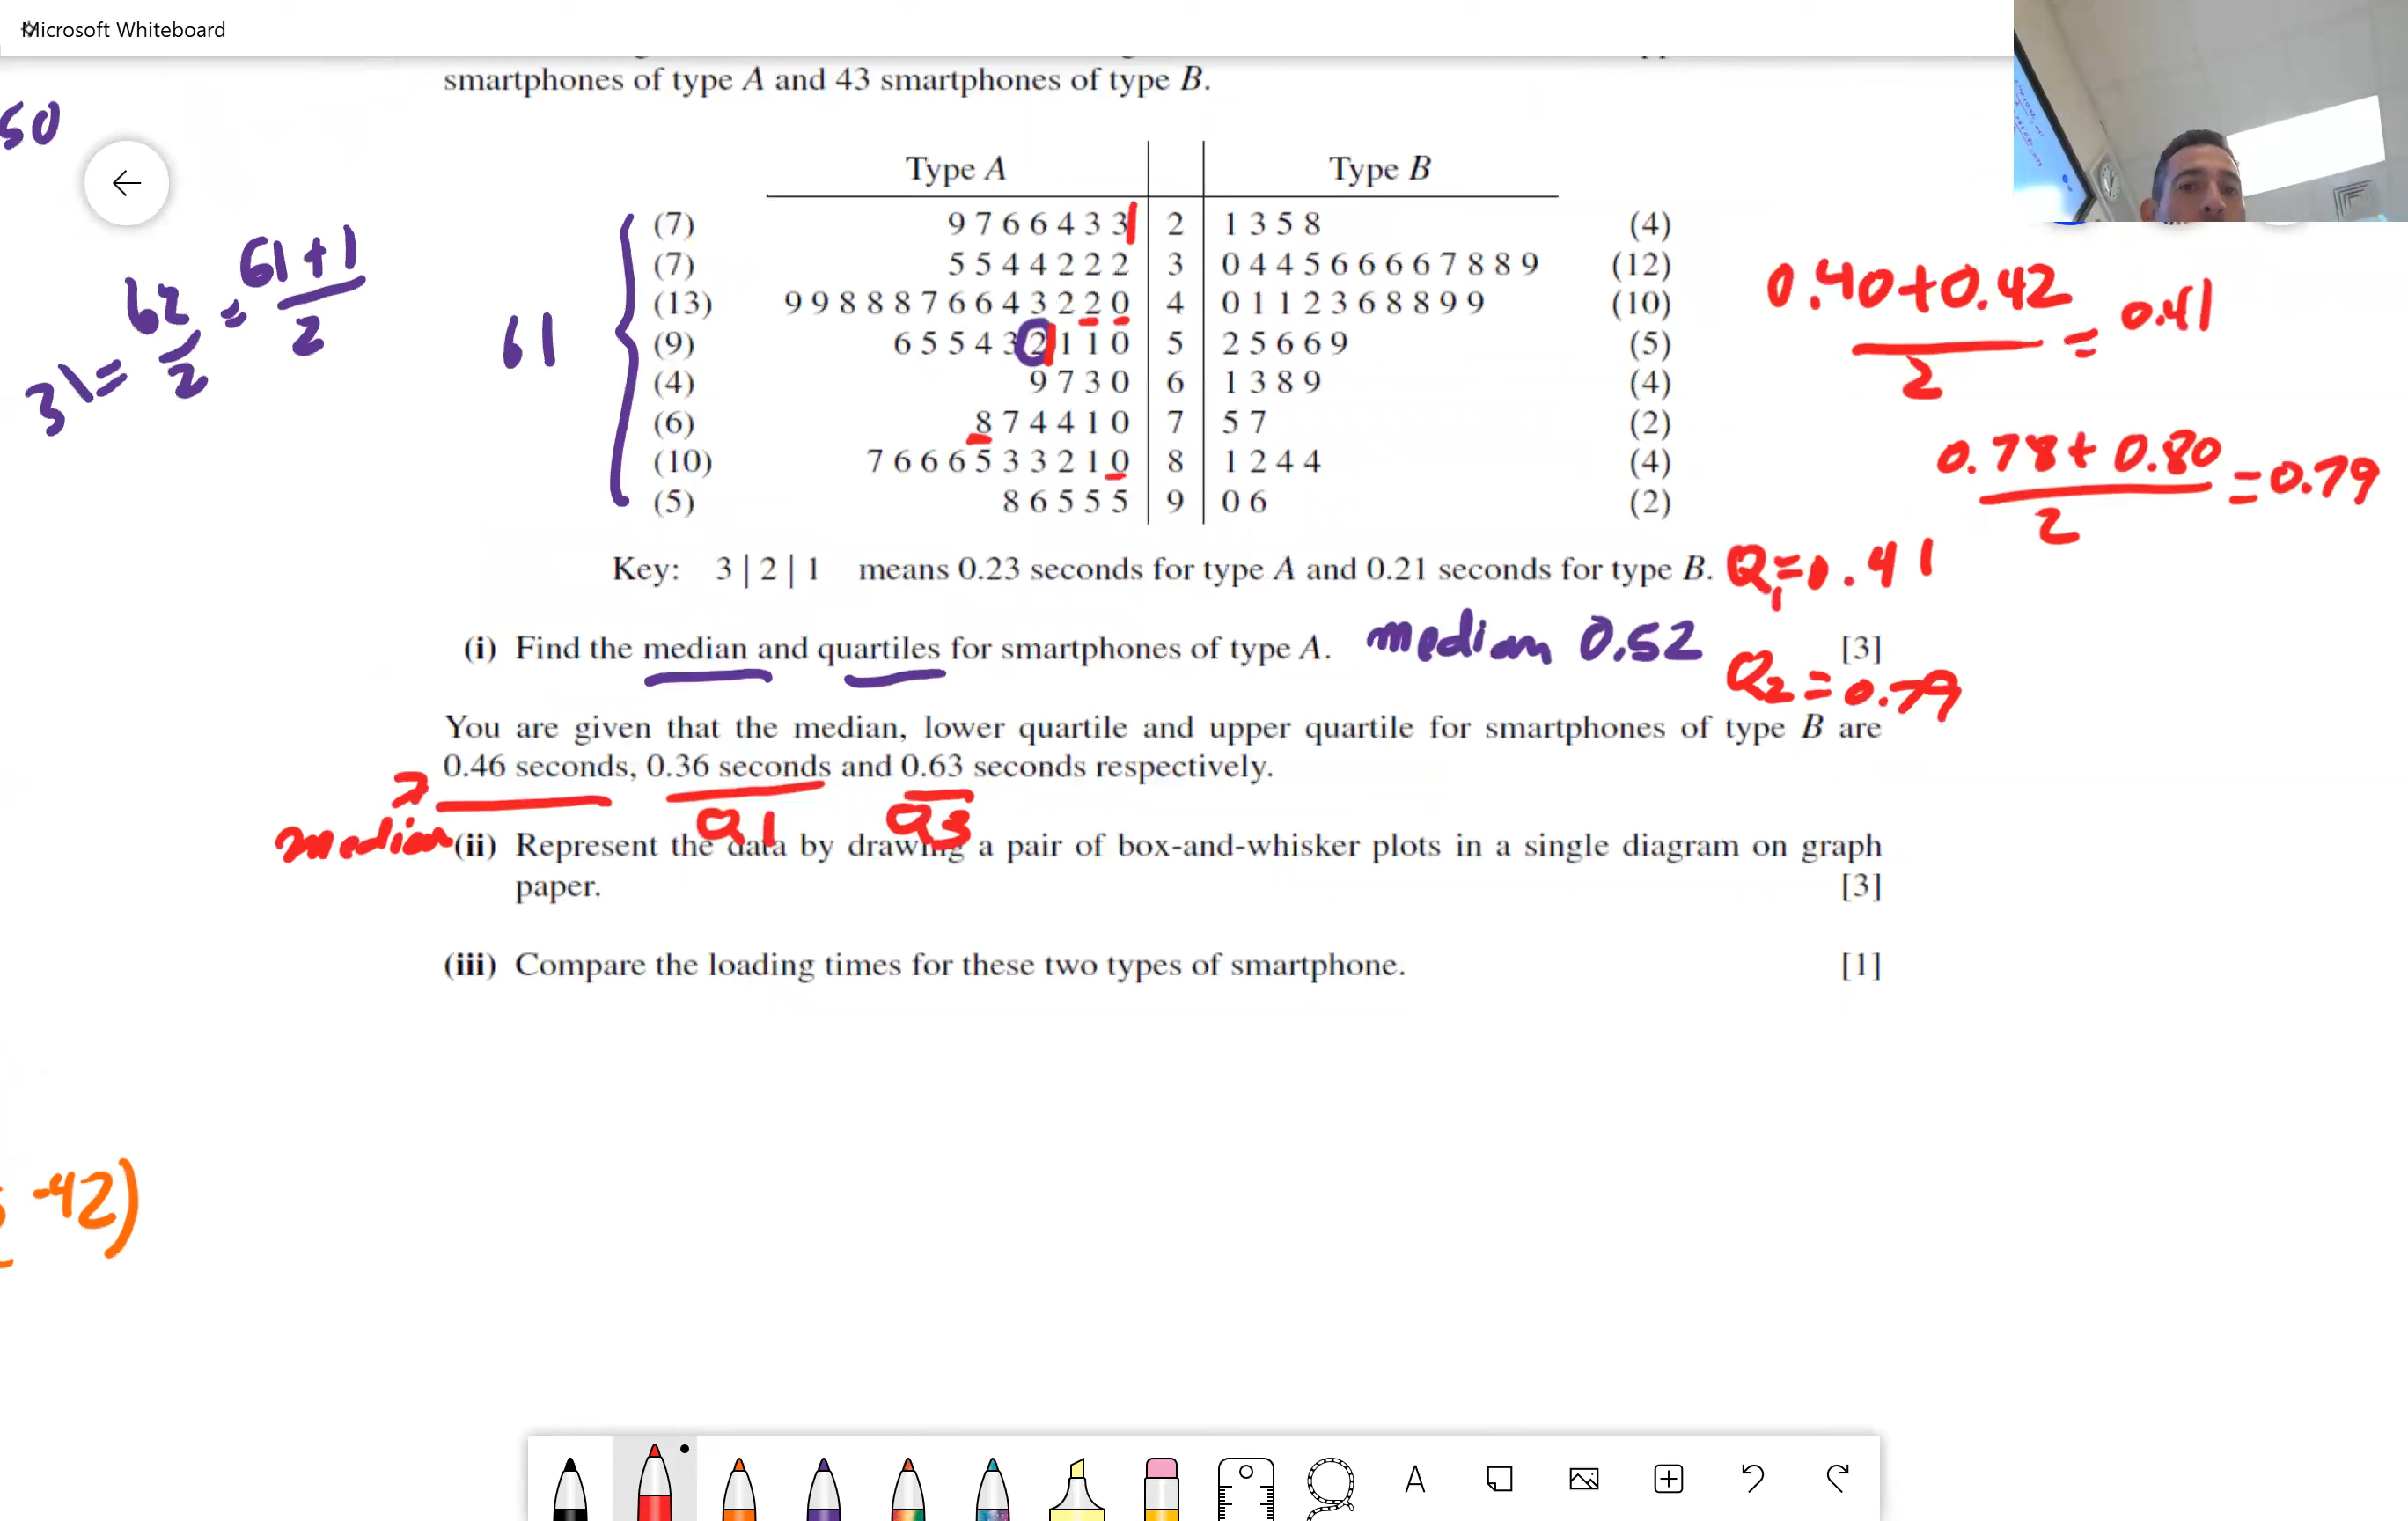 Microsoft Whiteboard
smartphones of type A and 43 smartphones of type B.
50
31 = 62/2 = 61+1/2
61
Type A Type B
(7) 9 7 6 6 4 3 3 | 2 | 1 3 5 8 (4)
(7) 5 5 4 4 2 2 2 | 3 | 0 4 4 5 6 6 6 6 7 8 8 9 (12)
(13) 9 9 8 8 8 7 6 6 4 3 2 2 0 | 4 | 0 1 1 2 3 6 8 8 9 9 (10)
(9) 6 5 5 4 3 2 1 1 0 | 5 | 2 5 6 6 9 (5)
(4) 9 7 3 0 | 6 | 1 3 8 9 (4)
(6) 8 7 4 4 1 0 | 7 | 5 7 (2)
(10) 7 6 6 6 5 3 3 2 1 0 | 8 | 1 2 4 4 (4)
(5) 8 6 5 5 5 | 9 | 0 6 (2)
0.40+0.42/2 = 0.41
0.78+0.80/2 = 0.79
Key: 3 | 2 | 1 means 0.23 seconds for type A and 0.21 seconds for type B.
Q1=0.41
(i) Find the median and quartiles for smartphones of type A. [3]
median 0.52
Q2=0.79
You are given that the median, lower quartile and upper quartile for smartphones of type B are
0.46 seconds, 0.36 seconds and 0.63 seconds respectively.
median Q1 Q3
(ii) Represent the data by drawing a pair of box-and-whisker plots in a single diagram on graph
paper. [3]
(iii) Compare the loading times for these two types of smartphone. [1]
-42)
A